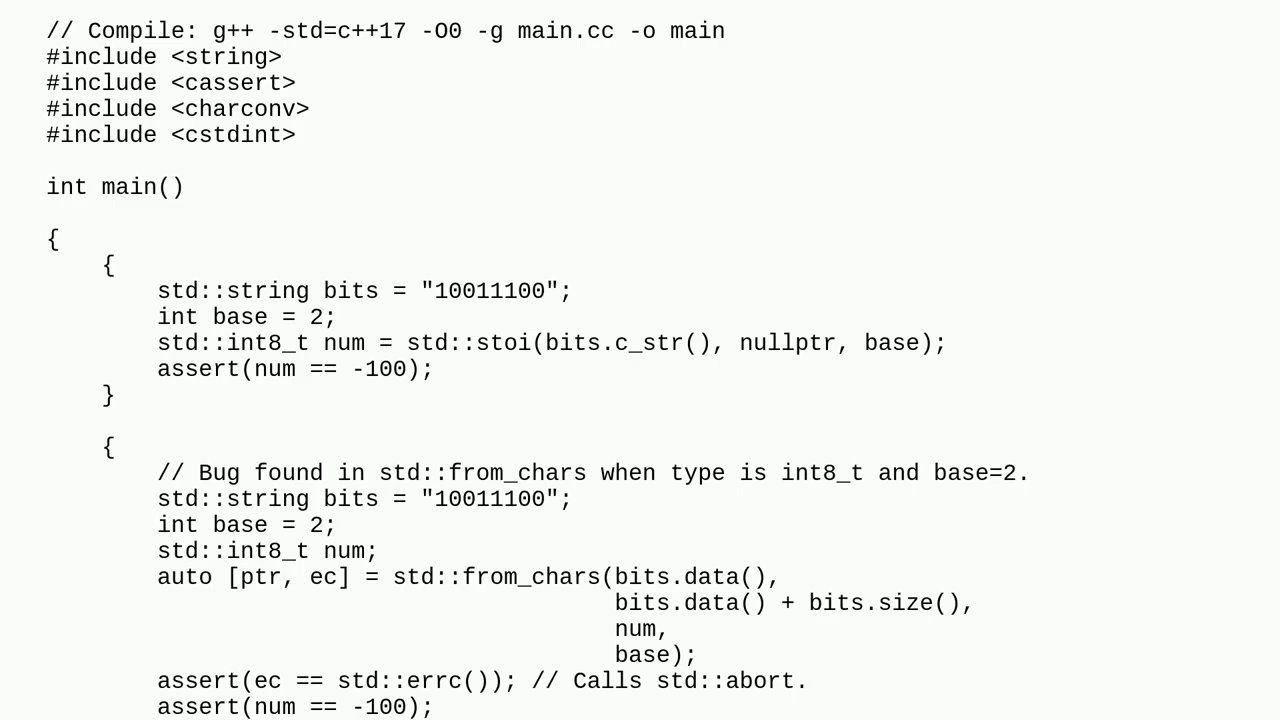 // Compile: g++ -std=c++17 -O0 -g main.cc -o main
#include <string>
#include <cassert>
#include <charconv>
#include <cstdint>

int main()

{
    {
        std::string bits = "10011100";
        int base = 2;
        std::int8_t num = std::stoi(bits.c_str(), nullptr, base);
        assert(num == -100);
    }

    {
        // Bug found in std::from_chars when type is int8_t and base=2.
        std::string bits = "10011100";
        int base = 2;
        std::int8_t num;
        auto [ptr, ec] = std::from_chars(bits.data(),
                                         bits.data() + bits.size(),
                                         num,
                                         base);
        assert(ec == std::errc()); // Calls std::abort.
        assert(num == -100);